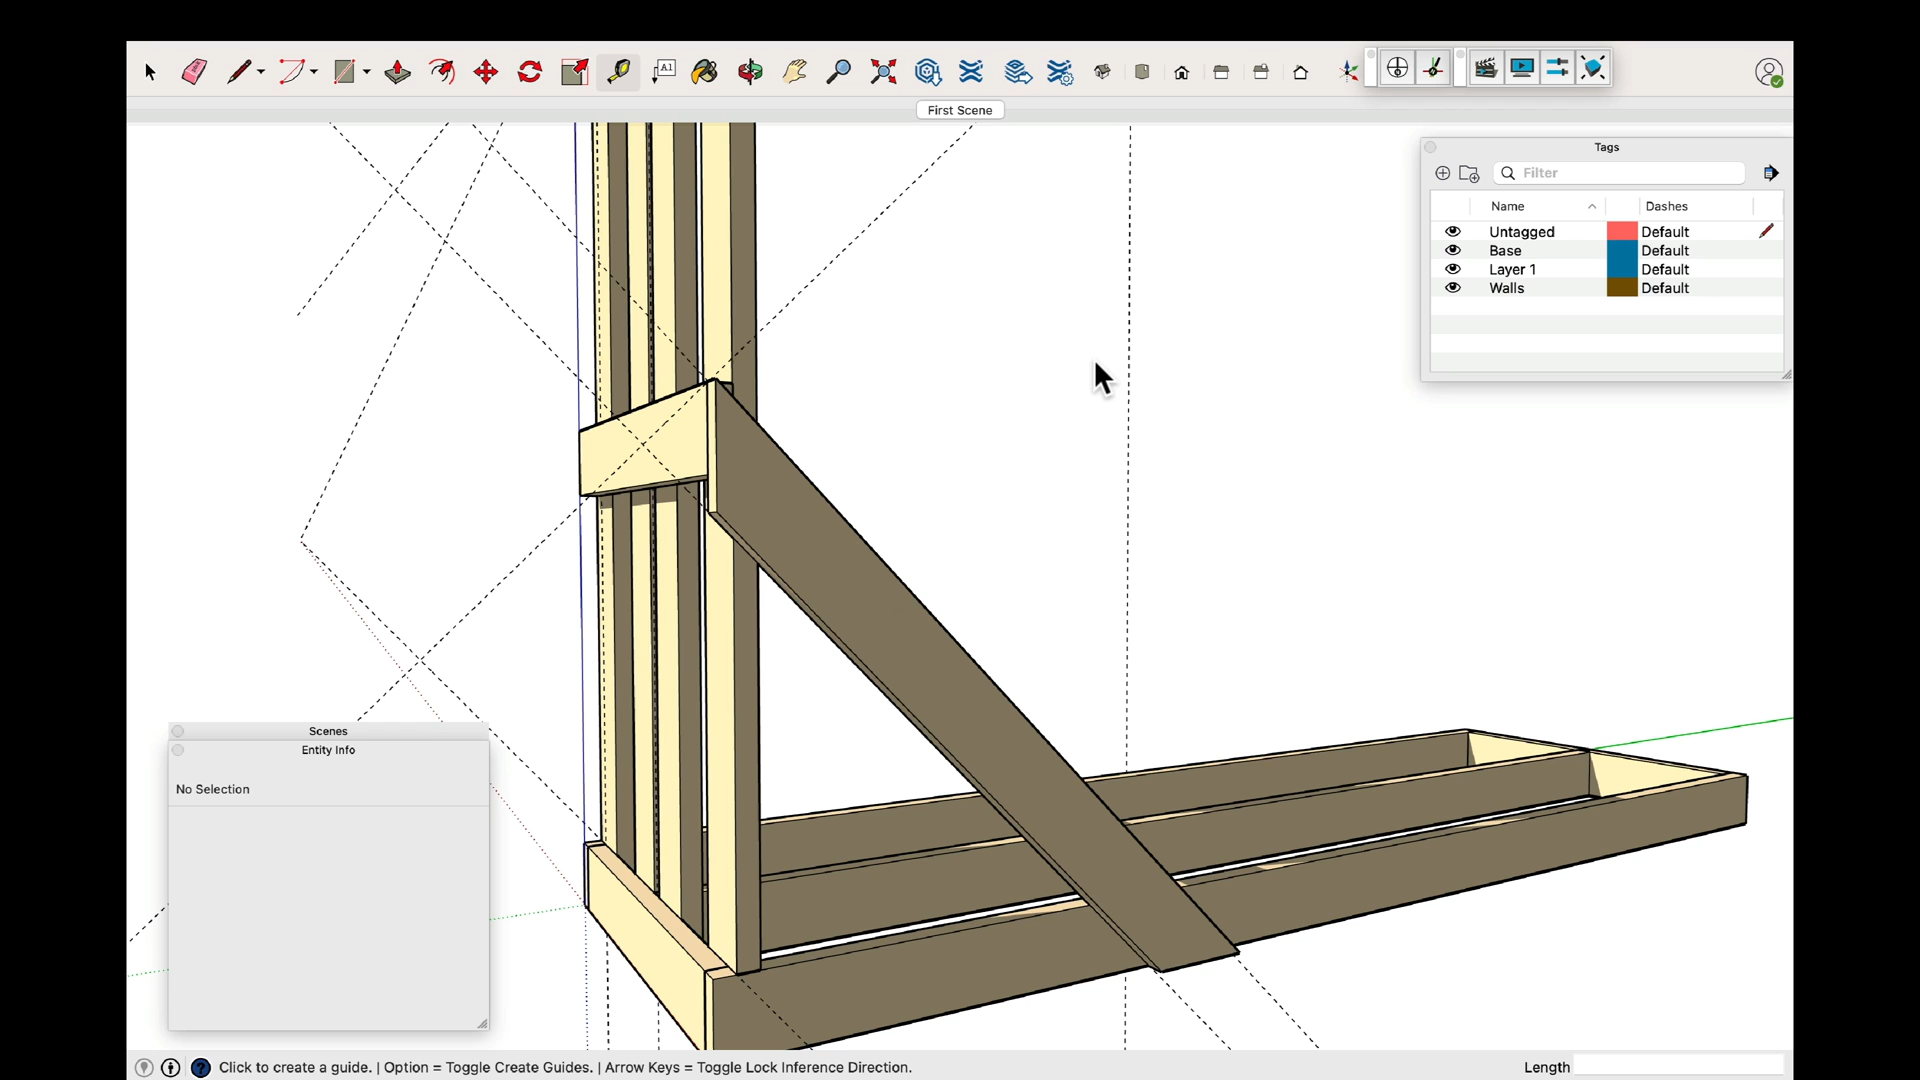 A1
First Scene
Tags
Filter
Name Dashes
Untagged Default
Base Default
Layer 1 Default
Walls Default
Scenes
Entity Info
No Selection
Click to create a guide. | Option = Toggle Create Guides. | Arrow Keys = Toggle Lock Inference Direction.
Length